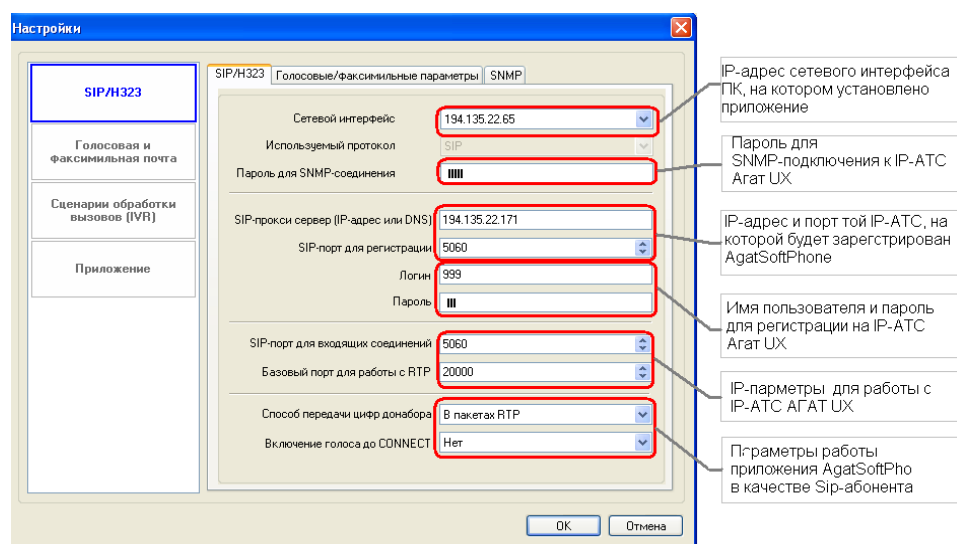 Настройки
SIP/H323
Голосовая и
факсимильная почта
Сценарии обработки
вызовов (IVR)
Приложение
SIP/H323 Голосовые/факсимильные параметры SNMP
Сетевой интерфейс 194.135.22.65
Используемый протокол SIP
Пароль для SNMP-соединения
SIP-прокси сервер (IP-адрес или DNS) 194.135.22.171
SIP-порт для регистрации 5060
Логин 999
Пароль
SIP-порт для входящих соединений 5060
Базовый порт для работы с RTP 20000
Способ передачи цифр донабора В пакетах RTP
Включение голоса до CONNECT Нет
OK Отмена
IP-адрес сетевого интерфейса
ПК, на котором установлено
приложение
Пароль для
SNMP-подключения к IP-АТС
Агат UX
IP-адрес и порт той IP-АТС, на
которой будет зарегстрирован
AgatSoftPhone
Имя пользователя и пароль
для регистрации на IP-АТС
Агат UX
IP-парметры для работы с
IP-АТС АГАТ UX
Параметры работы
приложения AgatSoftPho
в качестве Sip-абонента